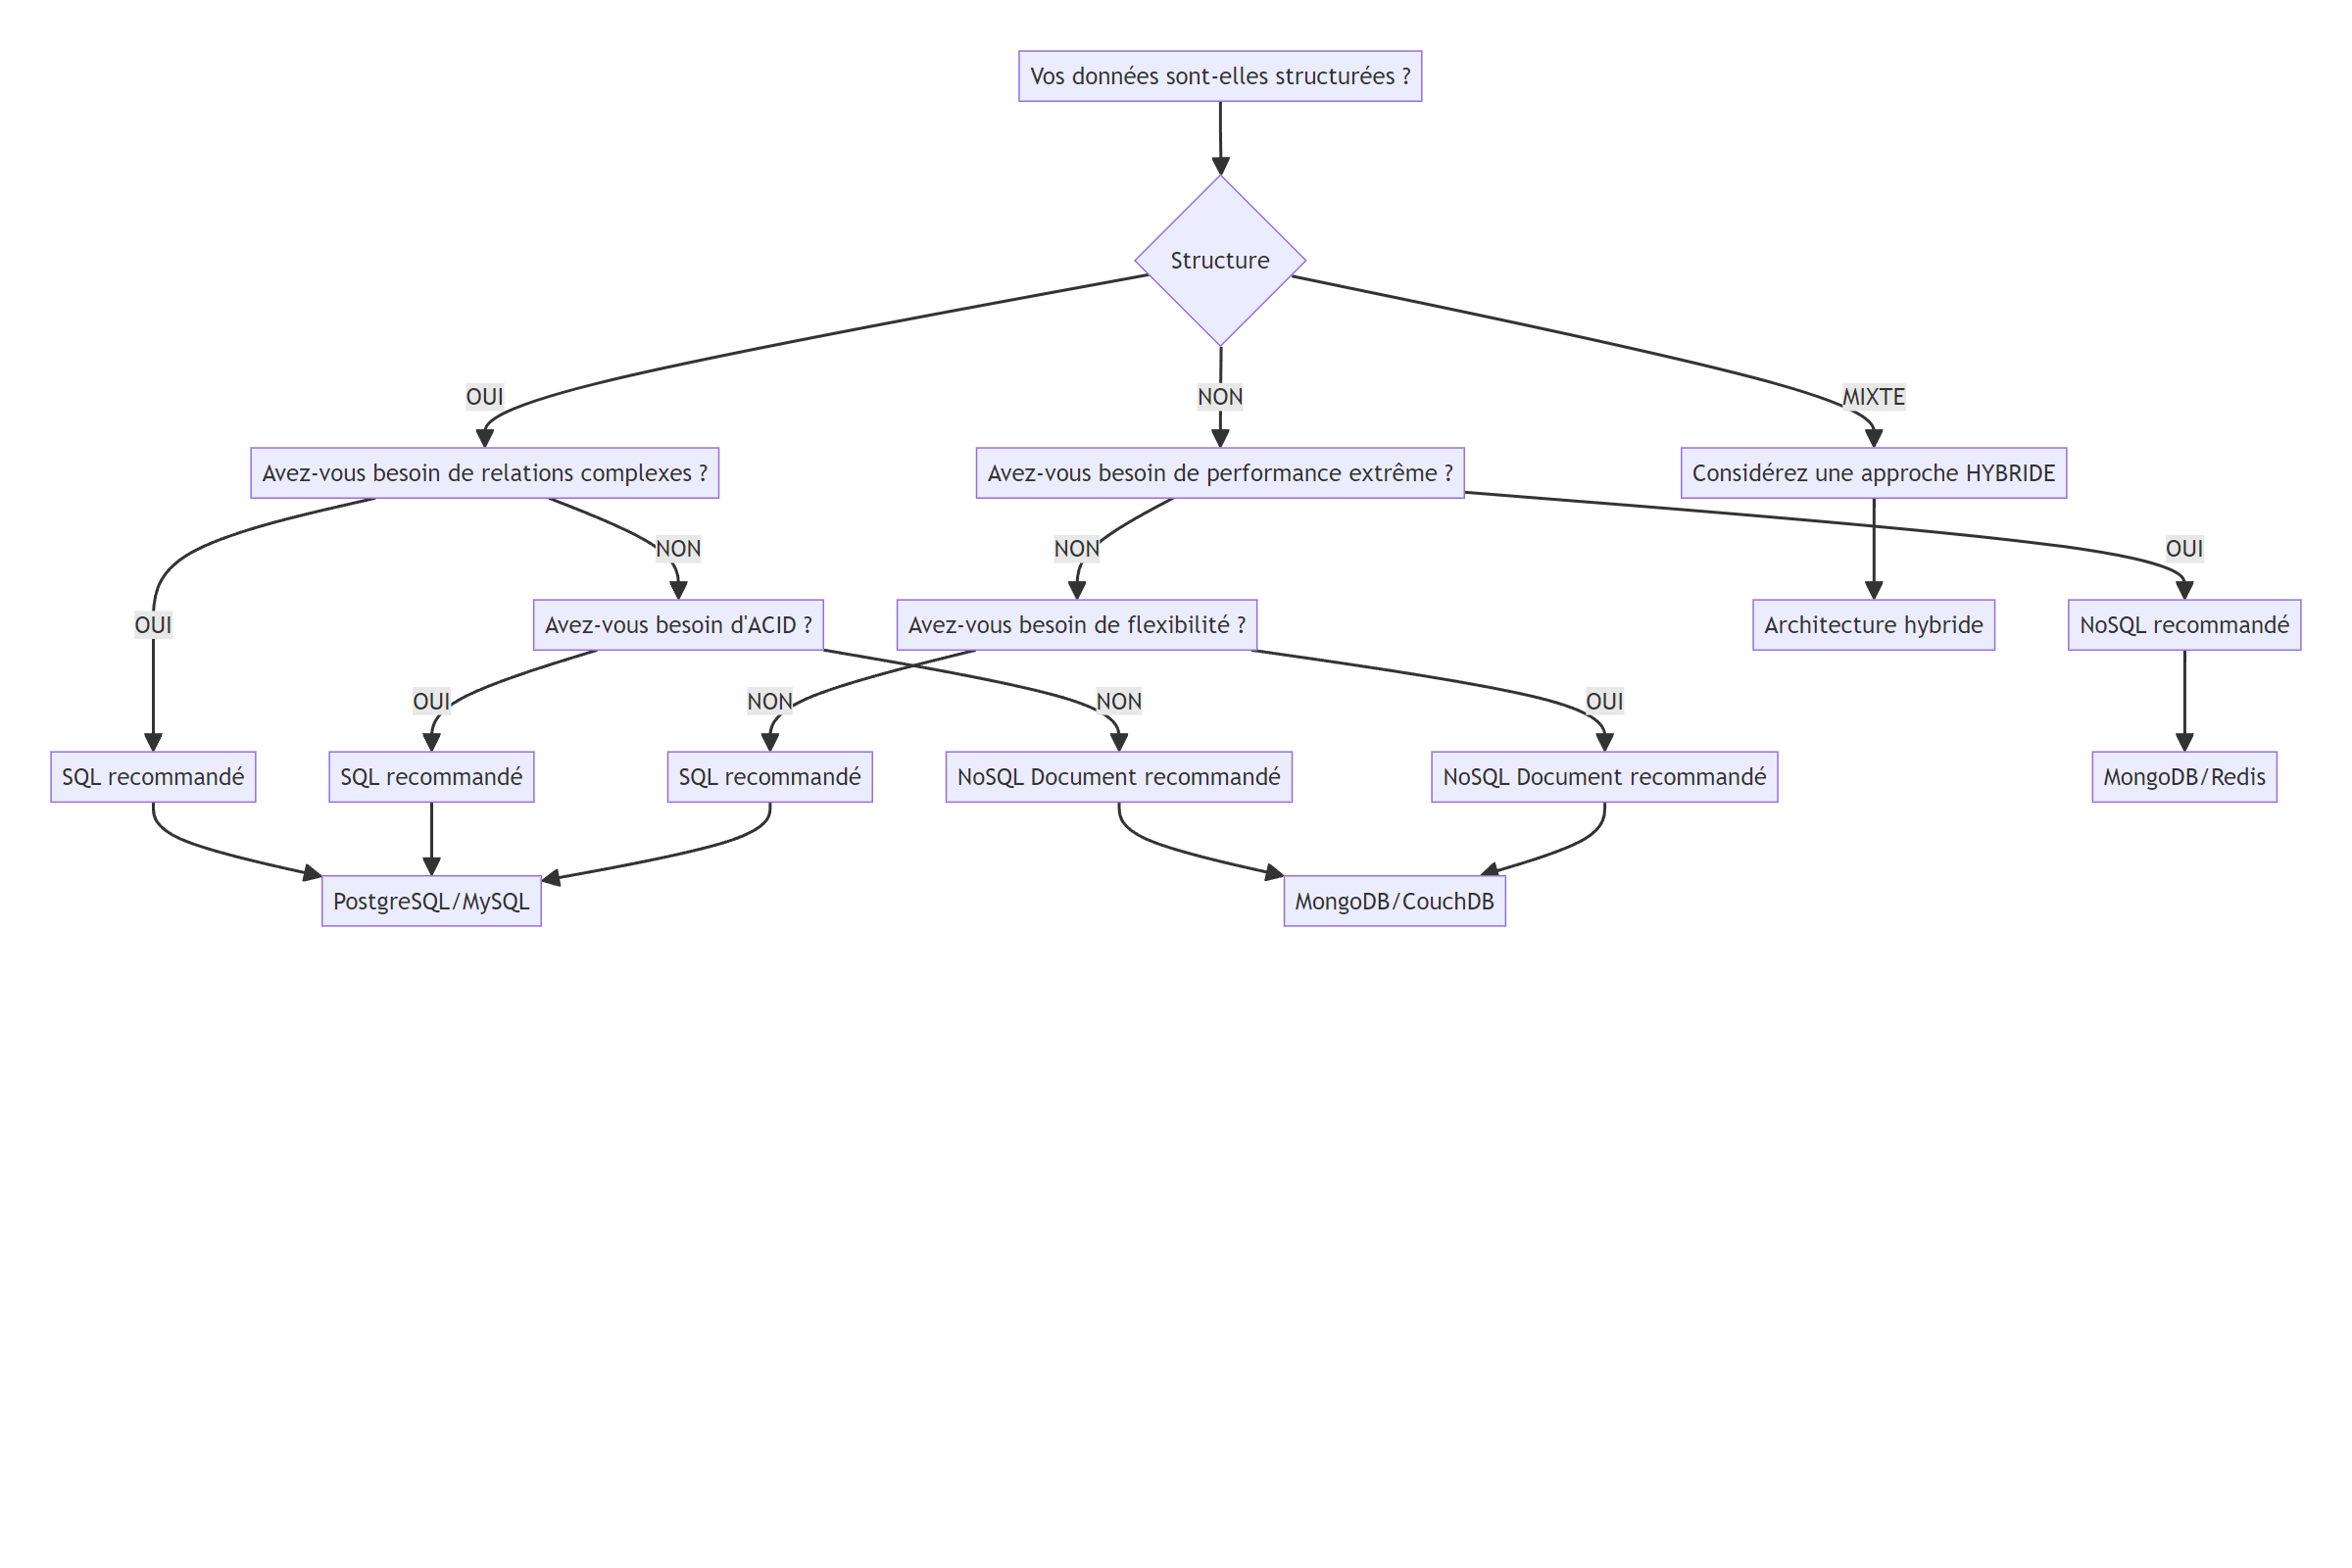 Vos données sont-elles structurées ?
Structure
OUI
NON
MIXTE
Avez-vous besoin de relations complexes ?
Avez-vous besoin de performance extrême ?
Considérez une approche HYBRIDE
NON
NON
OUI
OUI
Avez-vous besoin d'ACID ?
Avez-vous besoin de flexibilité ?
Architecture hybride
NoSQL recommandé
OUI
NON
NON
OUI
SQL recommandé
SQL recommandé
SQL recommandé
NoSQL Document recommandé
NoSQL Document recommandé
MongoDB/Redis
PostgreSQL/MySQL
MongoDB/CouchDB